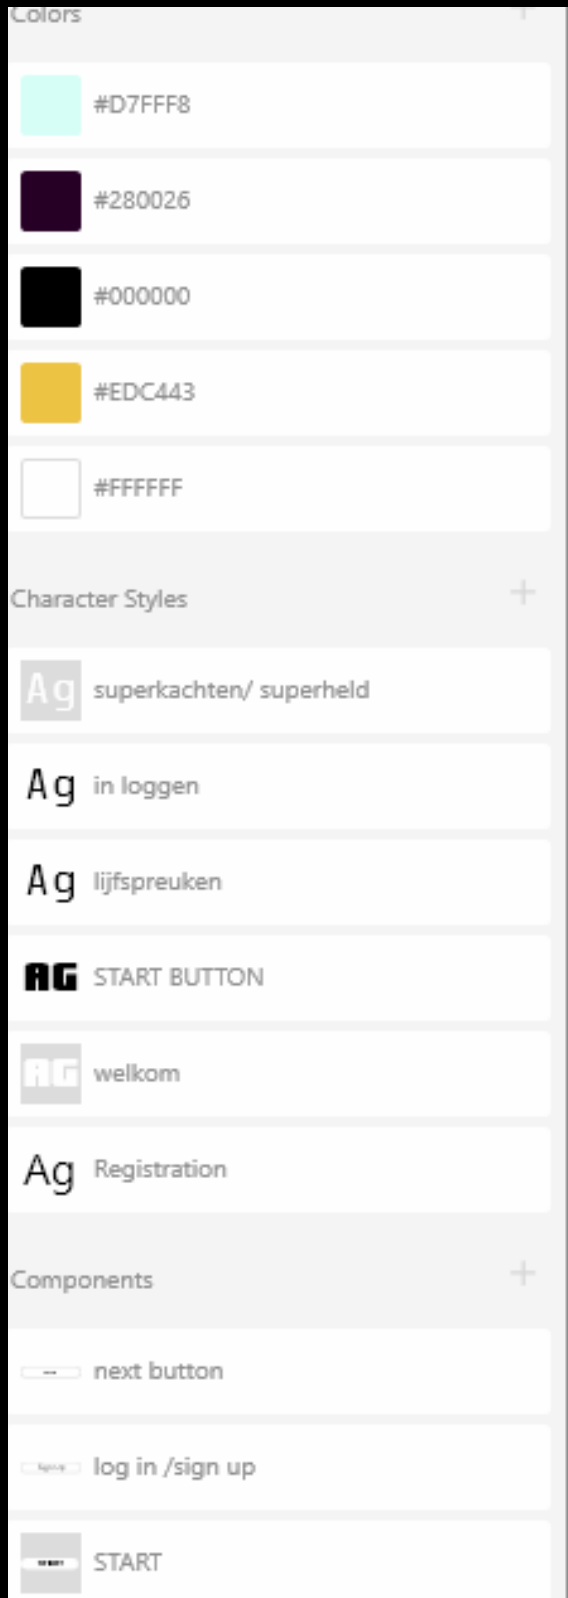 Colors
#D7FFF8
#280026
#000000
#EDC443
#FFFFFF
Character Styles
Ag superkachten/ superheld
Ag in loggen
Ag lijfspreuken
AG START BUTTON
AG welkom
Ag Registration
Components
next button
log in /sign up
START